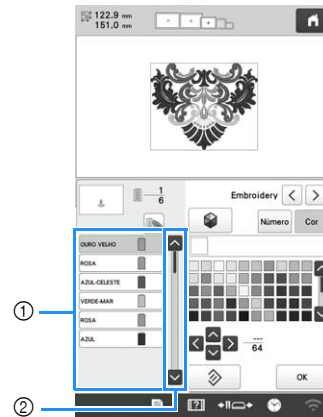 122.9 mm
151.0 mm
1
6
Embroidery
Número Cor
OURO VELHO
ROSA
AZUL-CELESTE
VERDE-MAR
ROSA
AZUL
---
64
OK
①
②